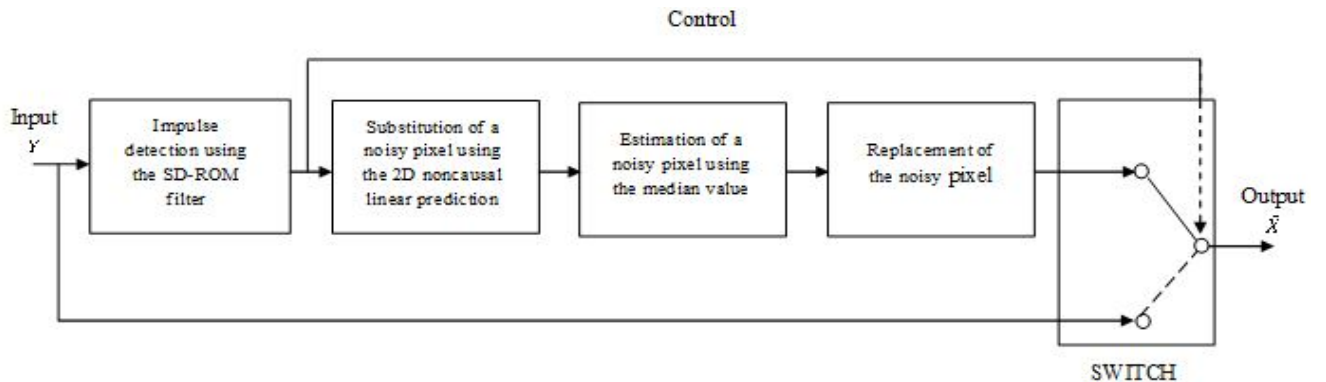 Control
Input
Y
Impulse
detection using
the SD-ROM
filter
Substitution of a
noisy pixel using
the 2D noncausal
linear prediction
Estimation of a
noisy pixel using
the median value
Replacement of
the noisy pixel
Output
X̃
SWITCH